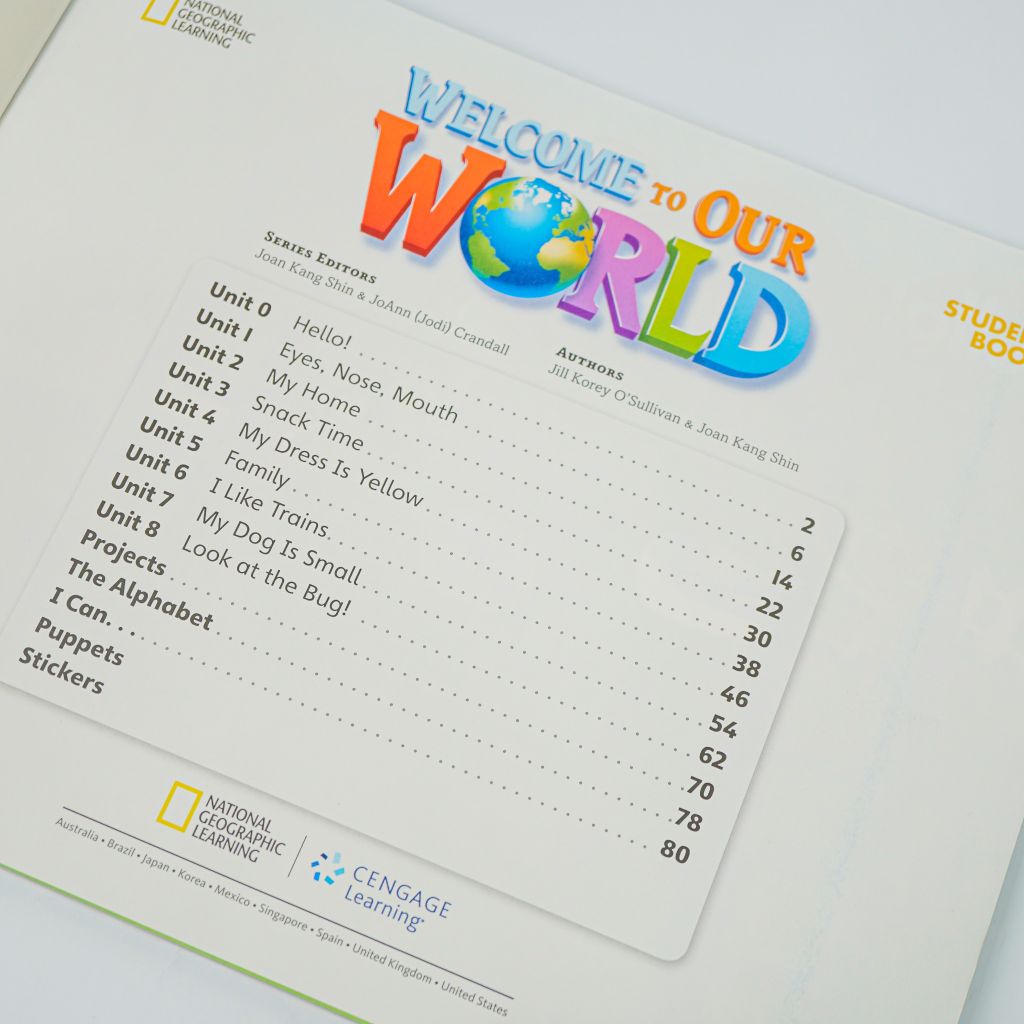 NATIONAL
GEOGRAPHIC
LEARNING
WELCOME TO OUR
WORLD
SERIES EDITORS
Joan Kang Shin & JoAnn (Jodi) Crandall
AUTHORS
Jill Korey O'Sullivan & Joan Kang Shin
Unit 0 Hello! 2
Unit 1 Eyes, Nose, Mouth 6
Unit 2 My Home 14
Unit 3 Snack Time 22
Unit 4 My Dress Is Yellow 30
Unit 5 Family 38
Unit 6 I Like Trains 46
Unit 7 My Dog Is Small 54
Unit 8 Look at the Bug! 62
Projects 70
The Alphabet 78
I Can... 80
Puppets
Stickers
NATIONAL
GEOGRAPHIC
LEARNING
CENGAGE
Learning
Australia • Brazil • Japan • Korea • Mexico • Singapore • Spain • United Kingdom • United States